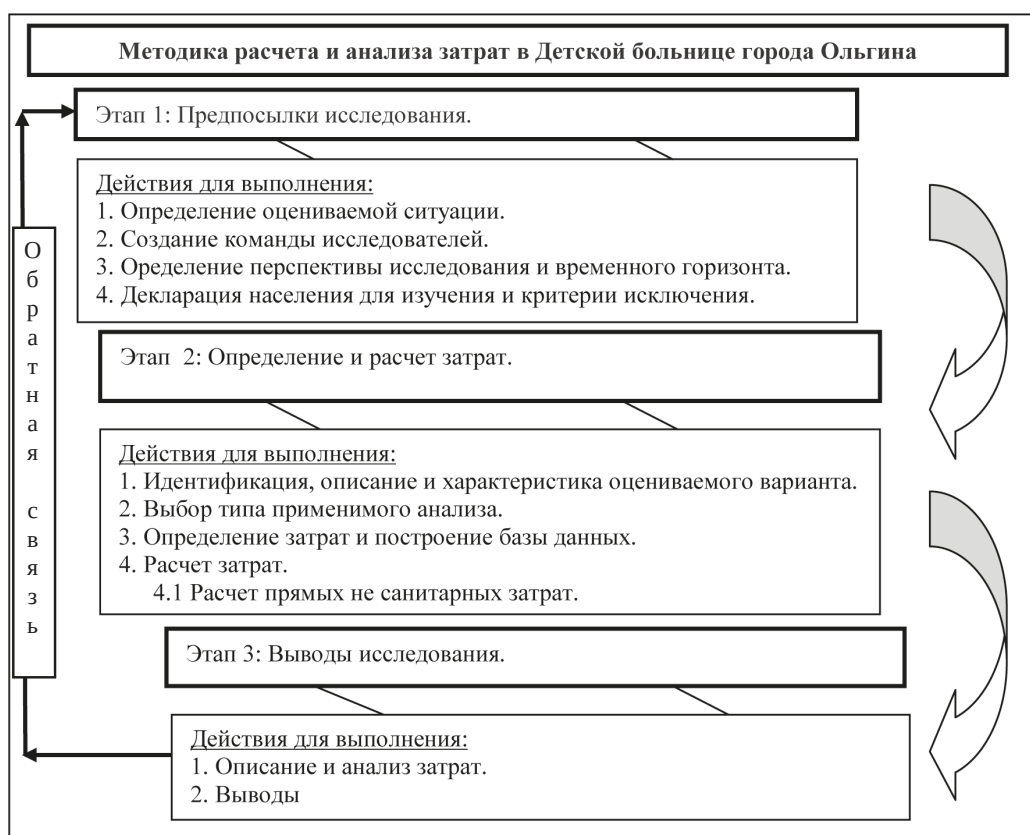 Методика расчета и анализа затрат в Детской больнице города Ольгина
Этап 1: Предпосылки исследования.
Действия для выполнения:
1. Определение оцениваемой ситуации.
2. Создание команды исследователей.
3. Оределение перспективы исследования и временного горизонта.
4. Декларация населения для изучения и критерии исключения.
Этап 2: Определение и расчет затрат.
Действия для выполнения:
1. Идентификация, описание и характеристика оцениваемого варианта.
2. Выбор типа применимого анализа.
3. Определение затрат и построение базы данных.
4. Расчет затрат.
4.1 Расчет прямых не санитарных затрат.
Этап 3: Выводы исследования.
Действия для выполнения:
1. Описание и анализ затрат.
2. Выводы
Обратная связь